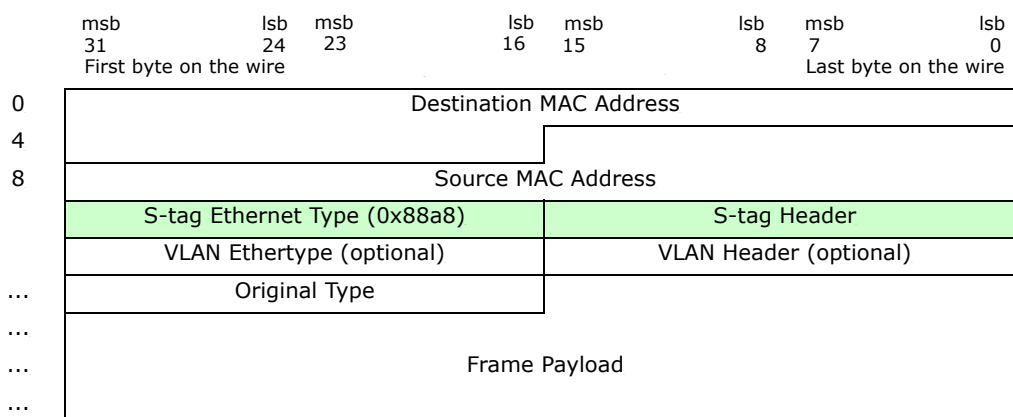 msb lsb msb lsb msb lsb msb lsb
31 24 23 16 15 8 7 0
First byte on the wire Last byte on the wire
0 Destination MAC Address
4
8 Source MAC Address
S-tag Ethernet Type (0x88a8) S-tag Header
VLAN Ethertype (optional) VLAN Header (optional)
... Original Type
...
... Frame Payload
...